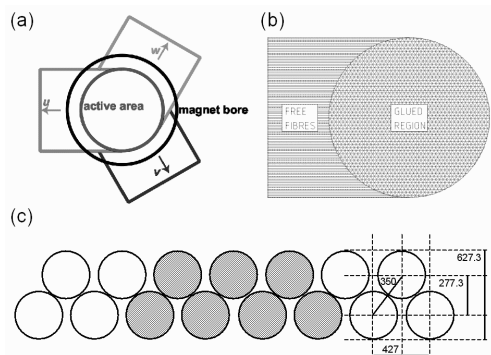 (a)
(b)
w
u
active area
magnet bore
v
FREE
FIBRES
GLUED
REGION
(c)
627.3
350
277.3
427